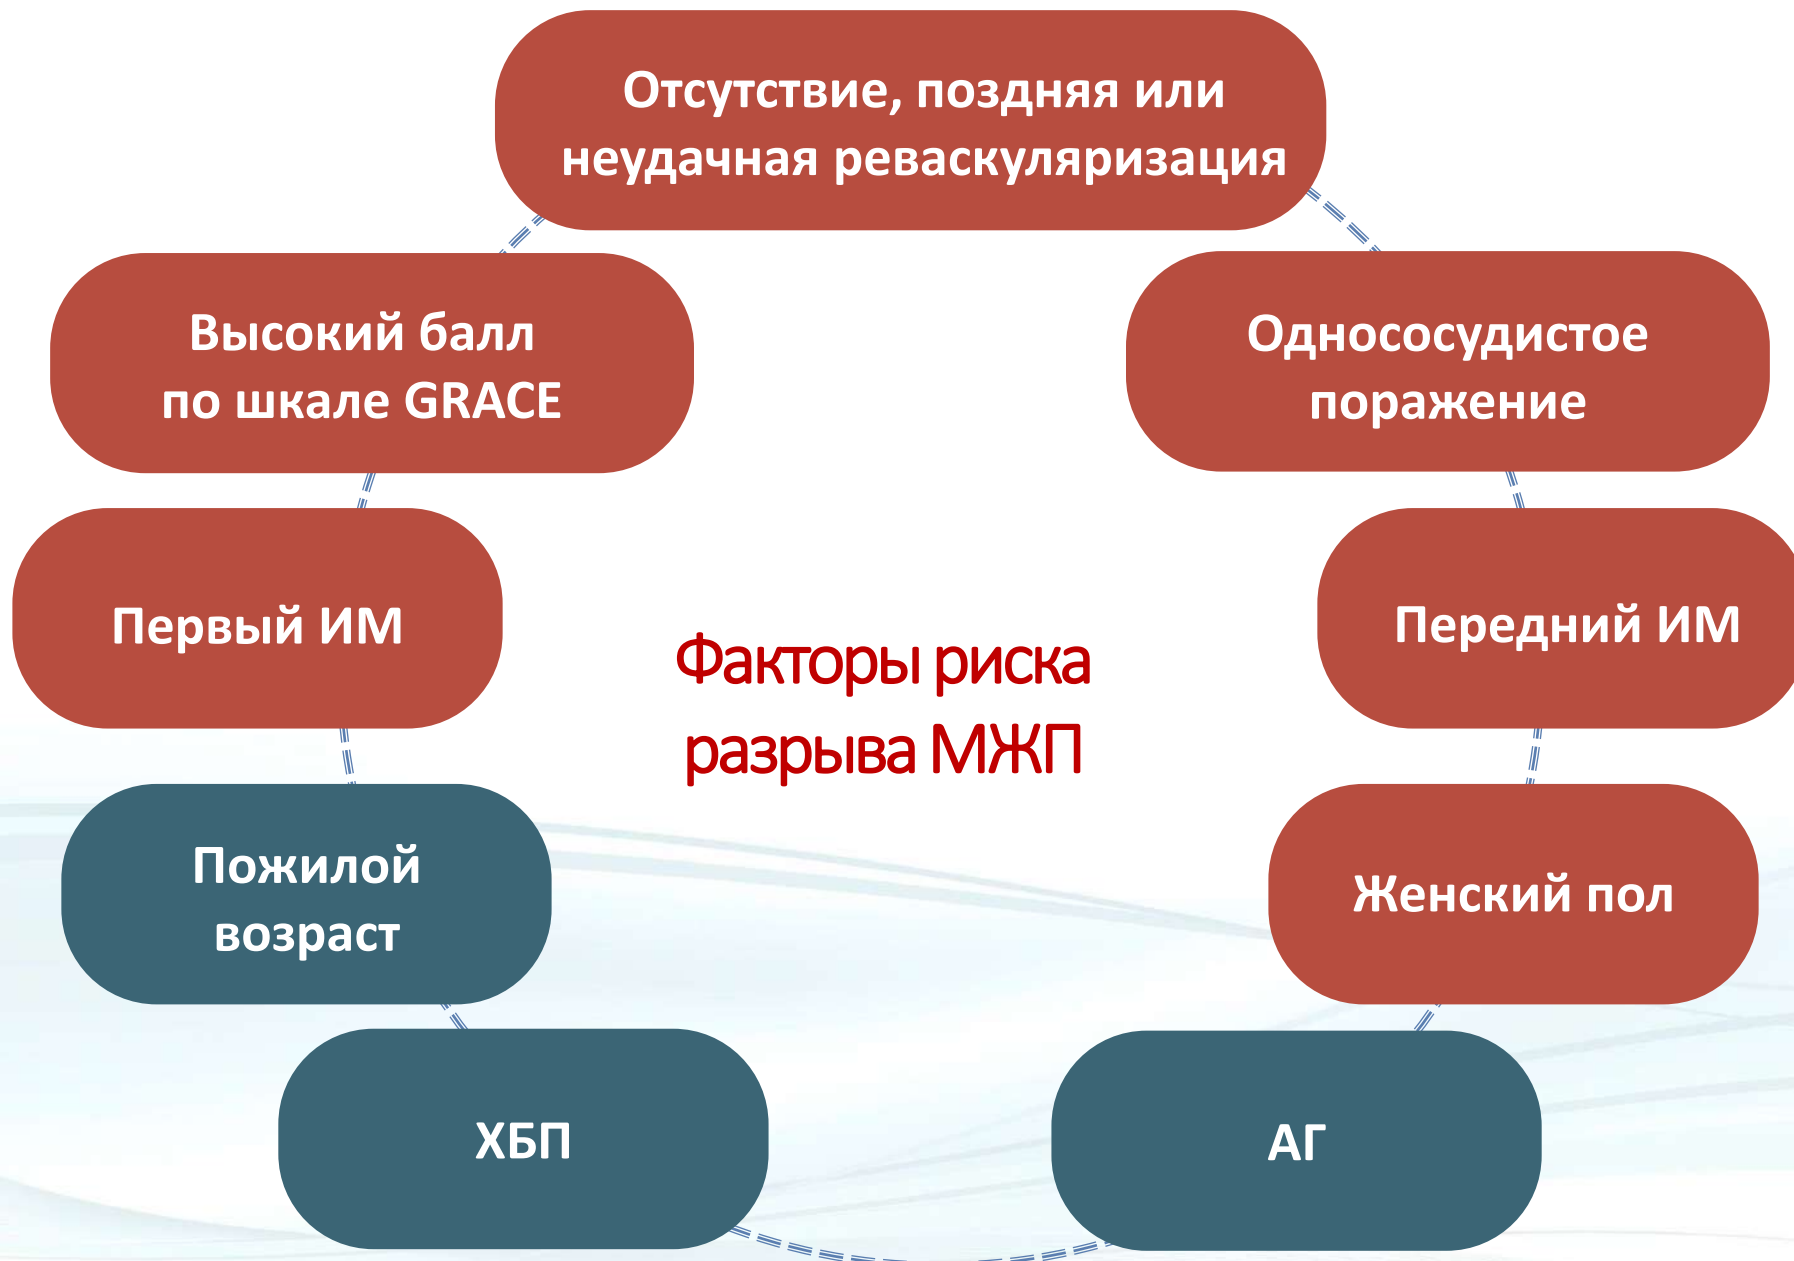 Отсутствие, поздняя или
неудачная реваскуляризация
Высокий балл
по шкале GRACE
Однососудистое
поражение
Первый ИМ
Передний ИМ
Факторы риска
разрыва МЖП
Пожилой
возраст
Женский пол
ХБП
АГ